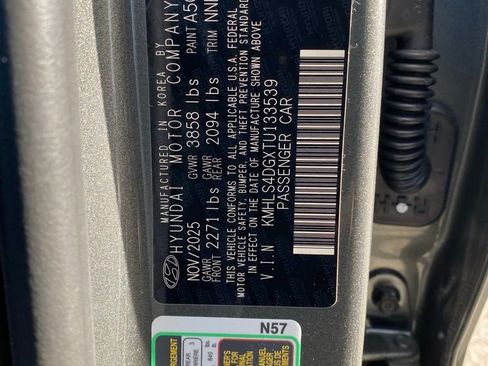 MANUFACTURED IN KOREA BY
HYUNDAI MOTOR COMPANY
NOV/2025 GVWR 3858 lbs PAINT A5G
GAWR FRONT 2271 lbs GAWR REAR 2094 lbs TRIM NNB
THIS VEHICLE CONFORMS TO ALL APPLICABLE U.S.A. FEDERAL
MOTOR VEHICLE SAFETY, BUMPER, AND THEFT PREVENTION STANDARDS
IN EFFECT ON THE DATE OF MANUFACTURE SHOWN ABOVE
V.I.N KMHLS4DGXTU133539
PASSENGER CAR
N57